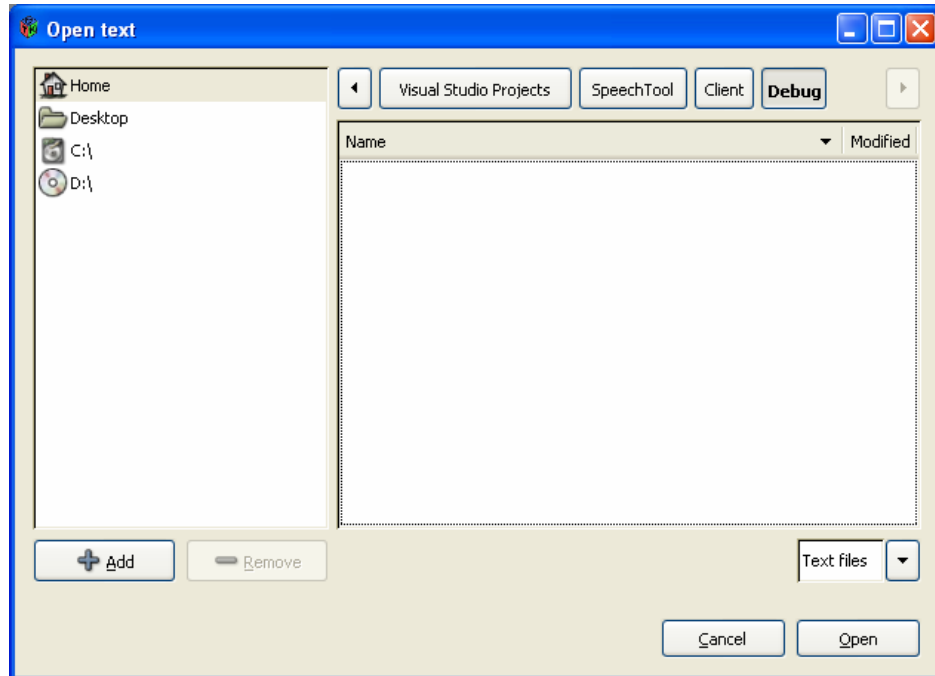 Open text
Home
Desktop
C:\
D:\
Visual Studio Projects
SpeechTool
Client
Debug
Name
Modified
Add
Remove
Text files
Cancel
Open